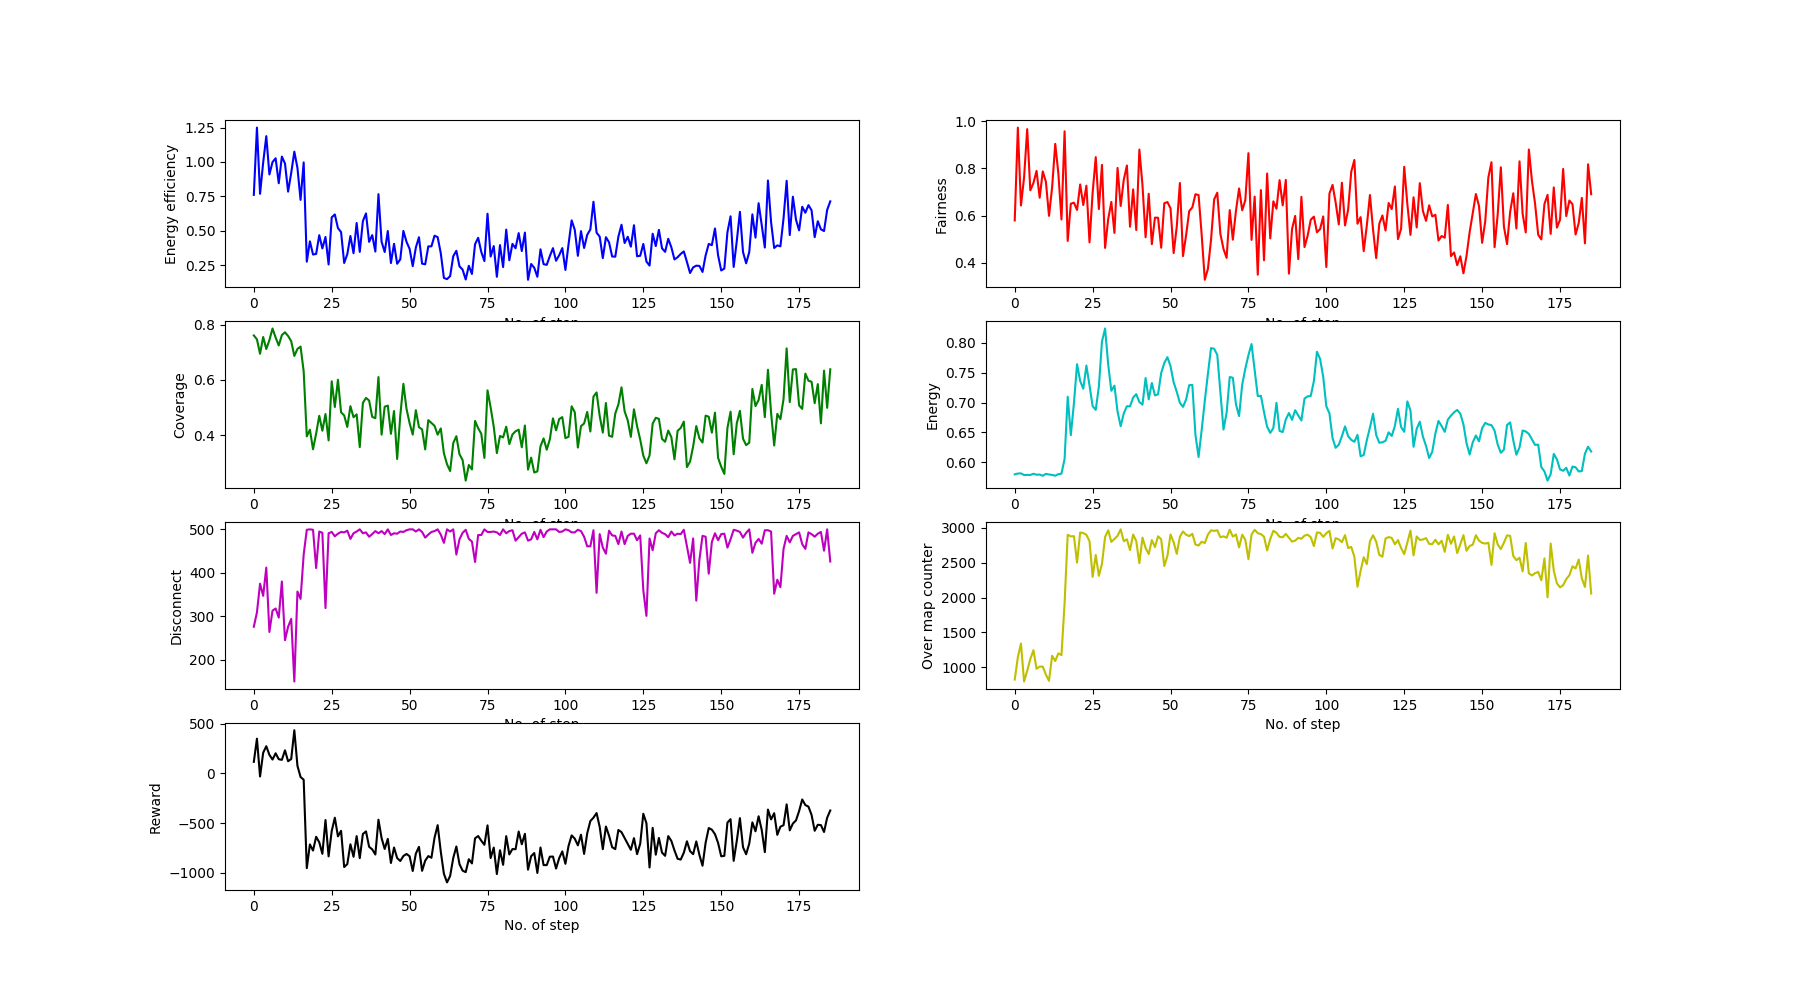 Energy efficiency
1.25
1.00
0.75
0.50
0.25
0 25 50 75 100 125 150 175
Fairness
1.0
0.8
0.6
0.4
0 25 50 75 100 125 150 175
Coverage
0.8
0.6
0.4
0 25 50 75 100 125 150 175
Energy
0.80
0.75
0.70
0.65
0.60
0 25 50 75 100 125 150 175
Disconnect
500
400
300
200
0 25 50 75 100 125 150 175
Over map counter
3000
2500
2000
1500
1000
0 25 50 75 100 125 150 175
No. of step
Reward
500
0
−500
−1000
0 25 50 75 100 125 150 175
No. of step